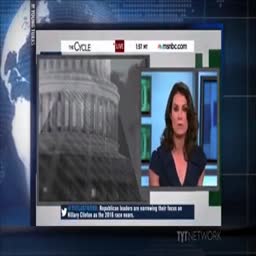 THE CYCLE
LIVE
1:51 MT
msnbc.com
Republican leaders are narrowing their focus on
Hillary Clinton as the 2016 race nears.
TYT NETWORK